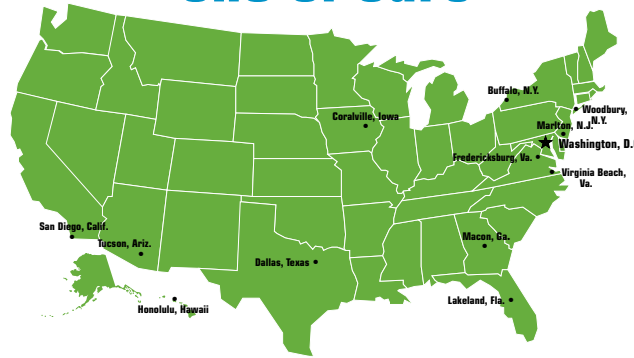 Buffalo, N.Y.
Woodbury,
N.Y.
Coralville, Iowa
Marlton, N.J.
Washington, D.
Fredericksburg, Va.
Virginia Beach,
Va.
San Diego, Calif.
Tucson, Ariz.
Macon, Ga.
Dallas, Texas
Lakeland, Fla.
Honolulu, Hawaii